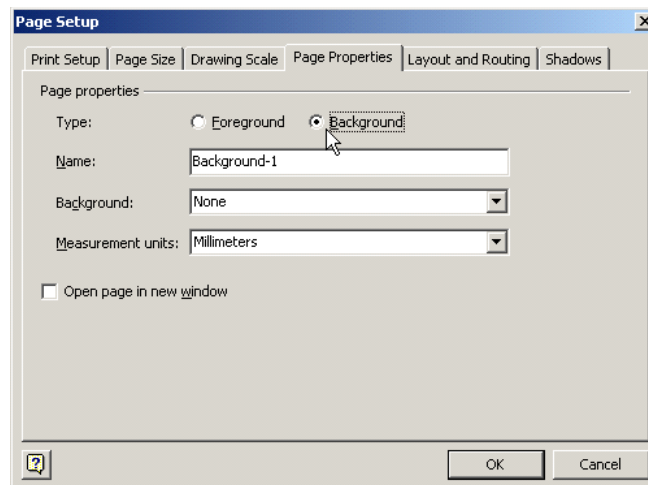 Page Setup
Print Setup Page Size Drawing Scale Page Properties Layout and Routing Shadows
Page properties
Type: Foreground Background
Name: Background-1
Background: None
Measurement units: Millimeters
Open page in new window
OK Cancel